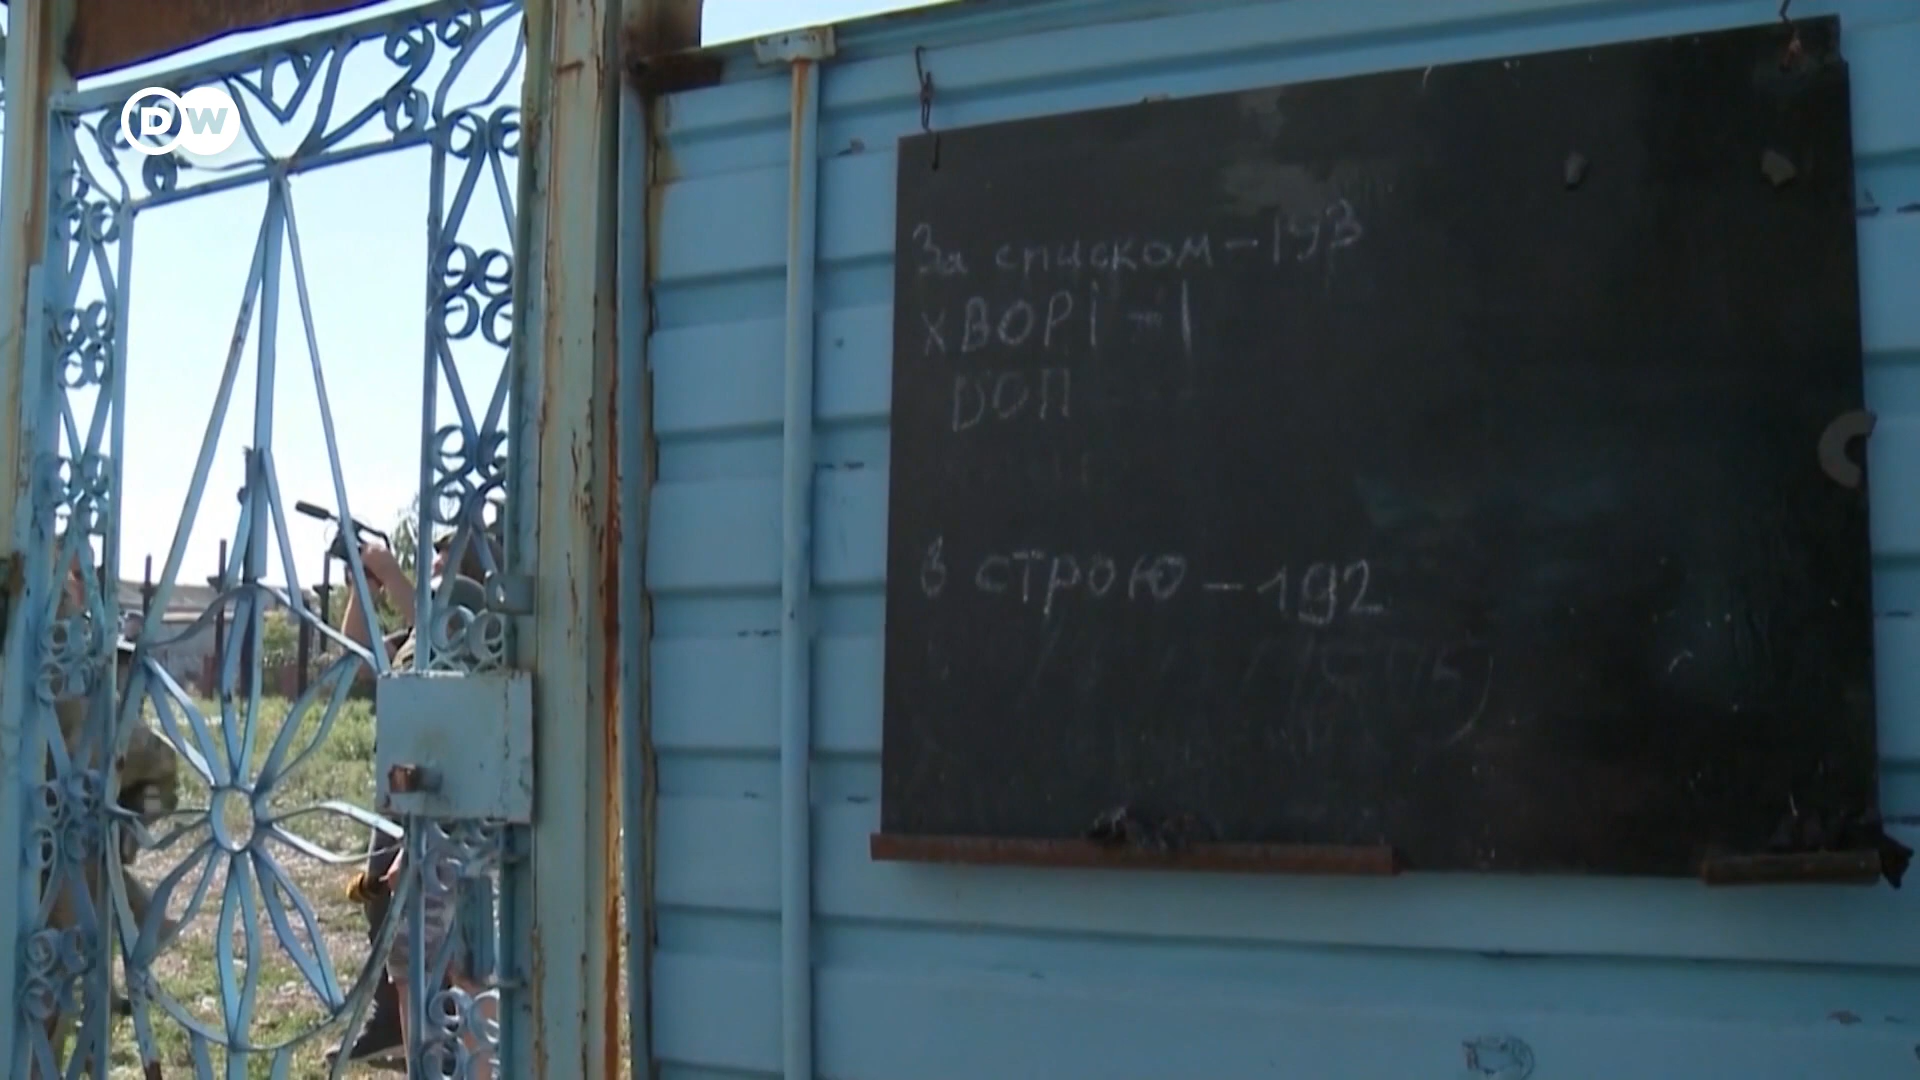 DW
За списком - 193
ХВОРІ - 1
ВОП
в строю - 192